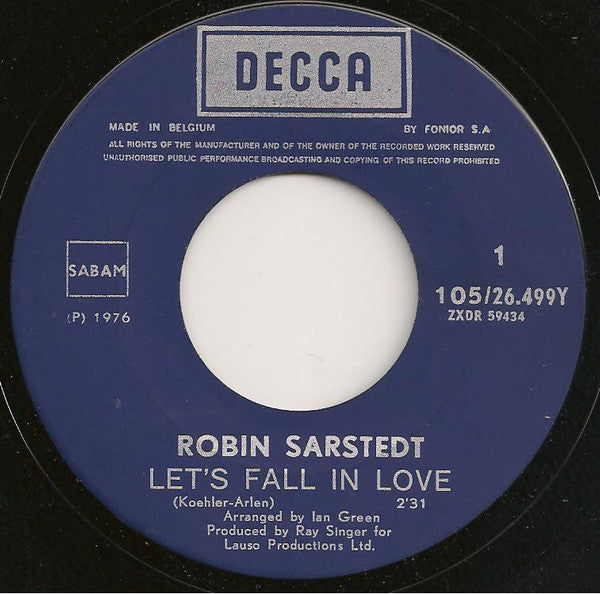 DECCA
MADE IN BELGIUM BY FONIOR S.A
ALL RIGHTS OF THE MANUFACTURER AND OF THE OWNER OF THE RECORDED WORK RESERVED
UNAUTHORISED PUBLIC PERFORMANCE BROADCASTING AND COPYING OF THIS RECORD PROHIBITED
SABAM
(P) 1976
1
105/26.499Y
ZXDR 59434
ROBIN SARSTEDT
LET'S FALL IN LOVE
(Koehler-Arlen) 2'31
Arranged by Ian Green
Produced by Ray Singer for
Lauso Productions Ltd.